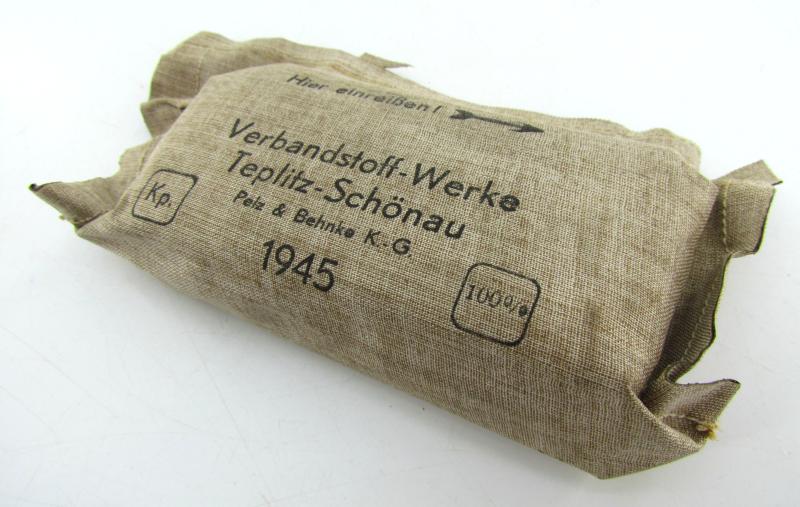 Hier einreißen!
Verbandstoff-Werke
Teplitz-Schönau
Pelz & Behnke K.-G.
Kp.
1945
100%